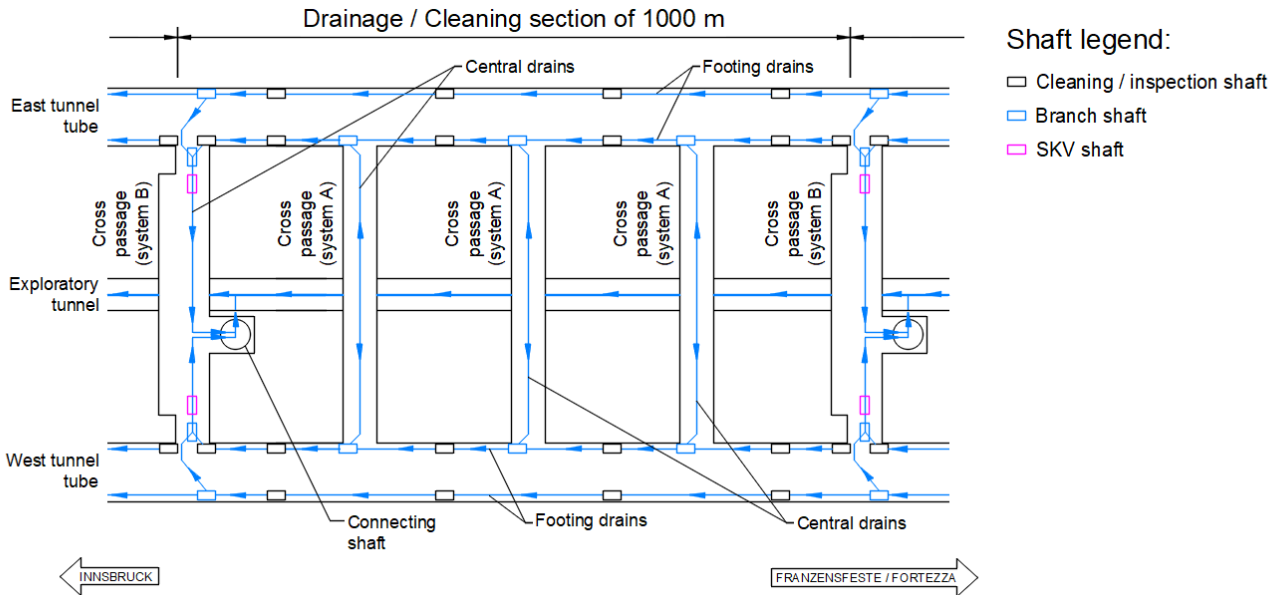 Drainage / Cleaning section of 1000 m
Shaft legend:
Cleaning / inspection shaft
Branch shaft
SKV shaft
Central drains
Footing drains
East tunnel
tube
Cross
passage
(system B)
Cross
passage
(system A)
Cross
passage
(system A)
Cross
passage
(system A)
Cross
passage
(system B)
Exploratory
tunnel
West tunnel
tube
Connecting
shaft
Footing drains
Central drains
INNSBRUCK
FRANZENSFESTE / FORTEZZA